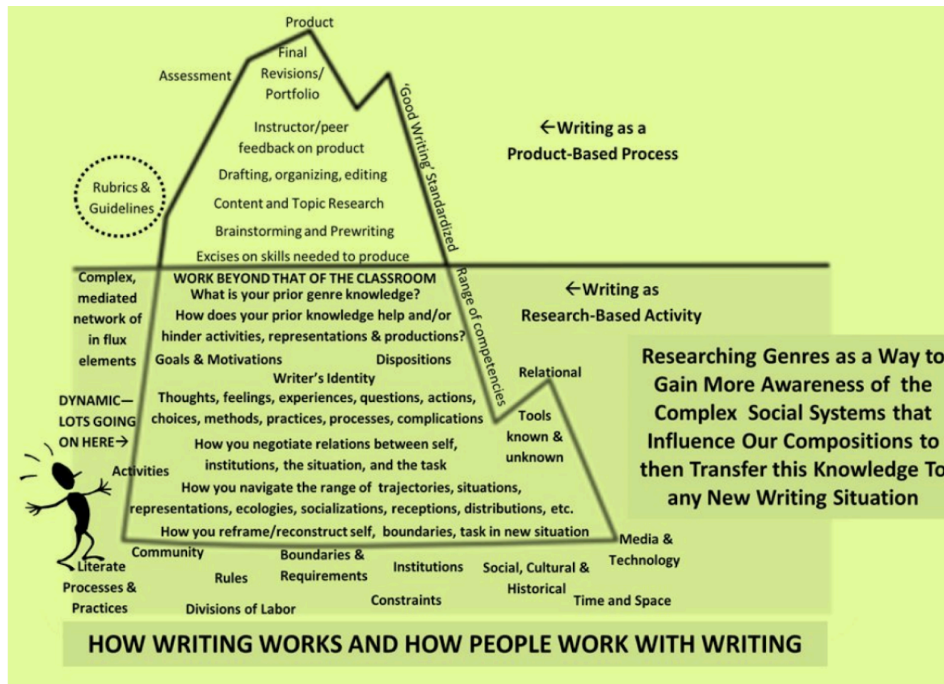 Product
Assessment
Final
Revisions/
Portfolio
Instructor/peer
feedback on product
Drafting, organizing, editing
Content and Topic Research
Brainstorming and Prewriting
Excises on skills needed to produce
Rubrics &
Guidelines
'Good Writing' Standardized
←Writing as a
Product-Based Process
Complex,
mediated
network of
in flux
elements
WORK BEYOND THAT OF THE CLASSROOM
What is your prior genre knowledge?
How does your prior knowledge help and/or
hinder activities, representations & productions?
Goals & Motivations
Dispositions
Writer's Identity
Thoughts, feelings, experiences, questions, actions,
choices, methods, practices, processes, complications
How you negotiate relations between self,
institutions, the situation, and the task
How you navigate the range of trajectories, situations,
representations, ecologies, socializations, receptions, distributions, etc.
How you reframe/reconstruct self, boundaries, task in new situation
Range of competencies
←Writing as
Research-Based Activity
Relational
Tools
known &
unknown
DYNAMIC—
LOTS GOING
ON HERE→
Activities
Researching Genres as a Way to
Gain More Awareness of the
Complex Social Systems that
Influence Our Compositions to
then Transfer this Knowledge To
any New Writing Situation
Literate
Processes &
Practices
Community
Rules
Divisions of Labor
Boundaries &
Requirements
Constraints
Institutions
Social, Cultural &
Historical
Media &
Technology
Time and Space
HOW WRITING WORKS AND HOW PEOPLE WORK WITH WRITING